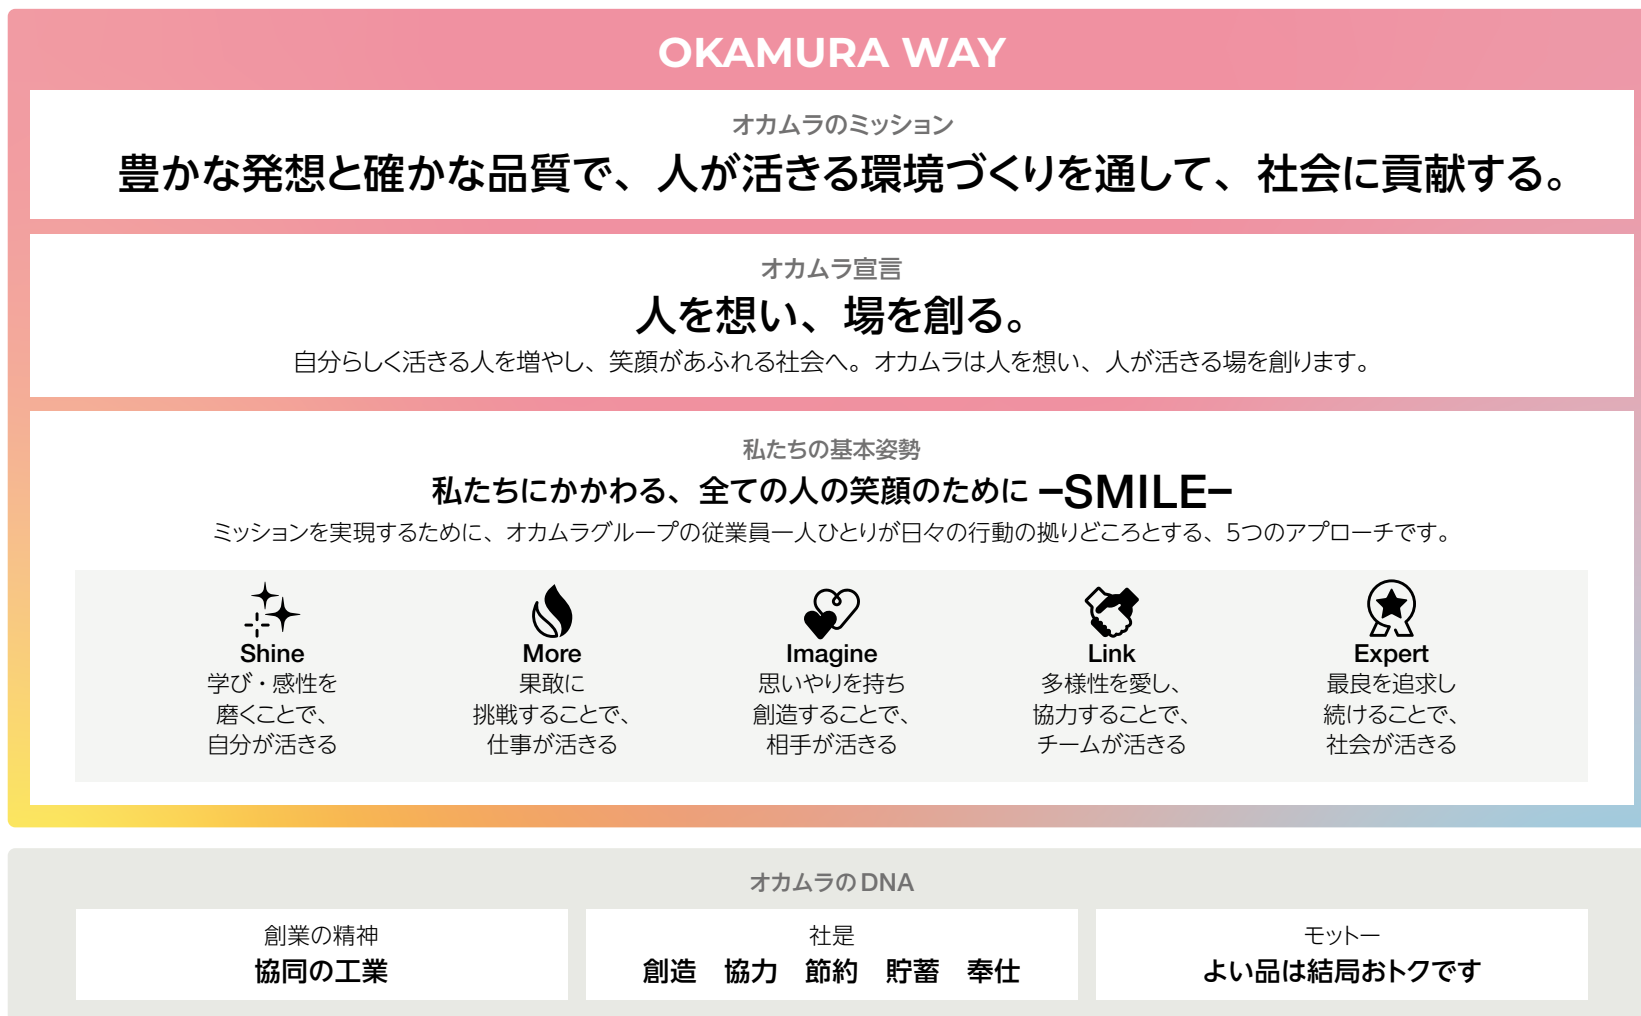 OKAMURA WAY
オカムラのミッション
豊かな発想と確かな品質で、人が活きる環境づくりを通して、社会に貢献する。
オカムラ宣言
人を想い、場を創る。
自分らしく活きる人を増やし、笑顔があふれる社会へ。オカムラは人を想い、人が活きる場を創ります。
私たちの基本姿勢
私たちにかかわる、全ての人の笑顔のために –SMILE–
ミッションを実現するために、オカムラグループの従業員一人ひとりが日々の行動の拠りどころとする、5つのアプローチです。
Shine
学び・感性を
磨くことで、
自分が活きる
More
果敢に
挑戦することで、
仕事が活きる
Imagine
思いやりを持ち
創造することで、
相手が活きる
Link
多様性を愛し、
協力することで、
チームが活きる
Expert
最良を追求し
続けることで、
社会が活きる
オカムラのDNA
創業の精神
協同の工業
社是
創造 協力 節約 貯蓄 奉仕
モットー
よい品は結局おトクです